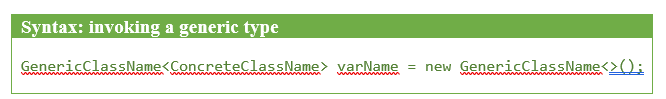 Syntax: invoking a generic type
GenericClassName<ConcreteClassName> varName = new GenericClassName<>();